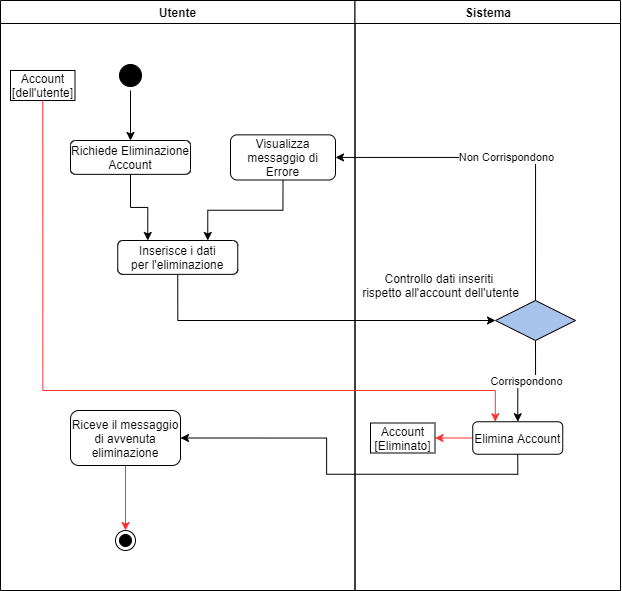 Utente
Sistema
Account
[dell'utente]
Richiede Eliminazione
Account
Visualizza
messaggio di
Errore
Non Corrispondono
Inserisce i dati
per l'eliminazione
Controllo dati inseriti
rispetto all'account dell'utente
Corrispondono
Riceve il messaggio
di avvenuta
eliminazione
Account
[Eliminato]
Elimina Account